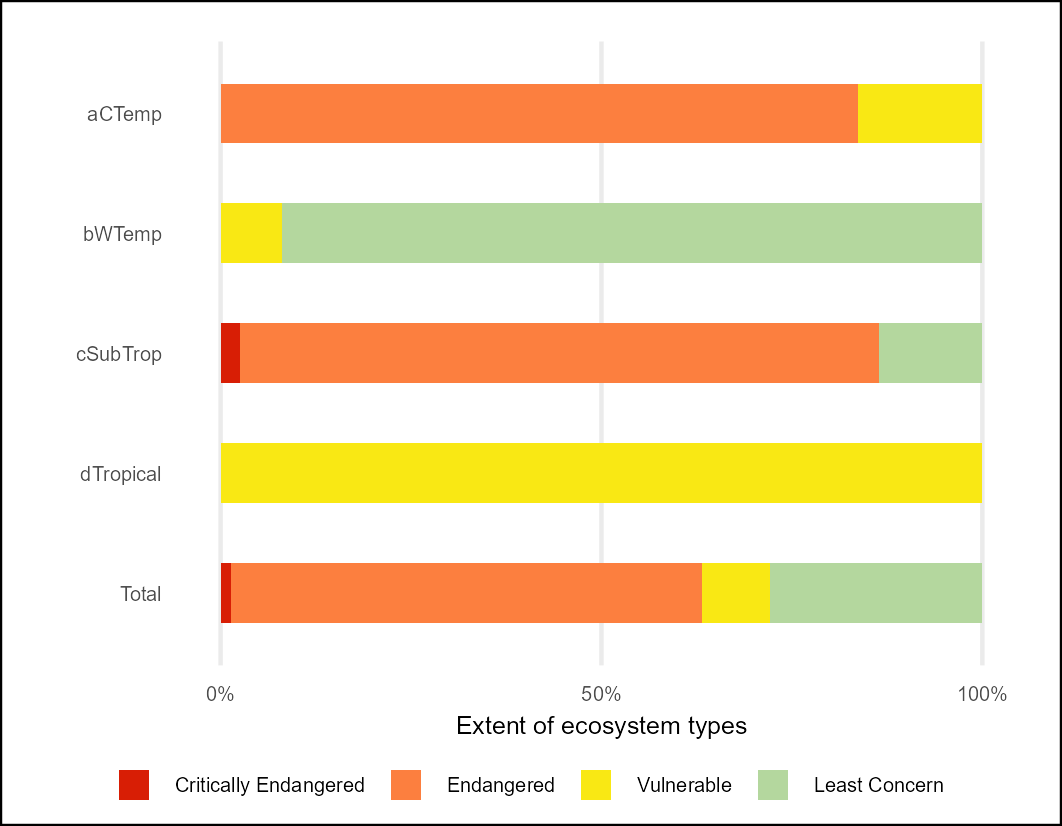 aCTemp
bWTemp
cSubTrop
dTropical
Total
0% 50% 100%
Extent of ecosystem types
Critically Endangered Endangered Vulnerable Least Concern